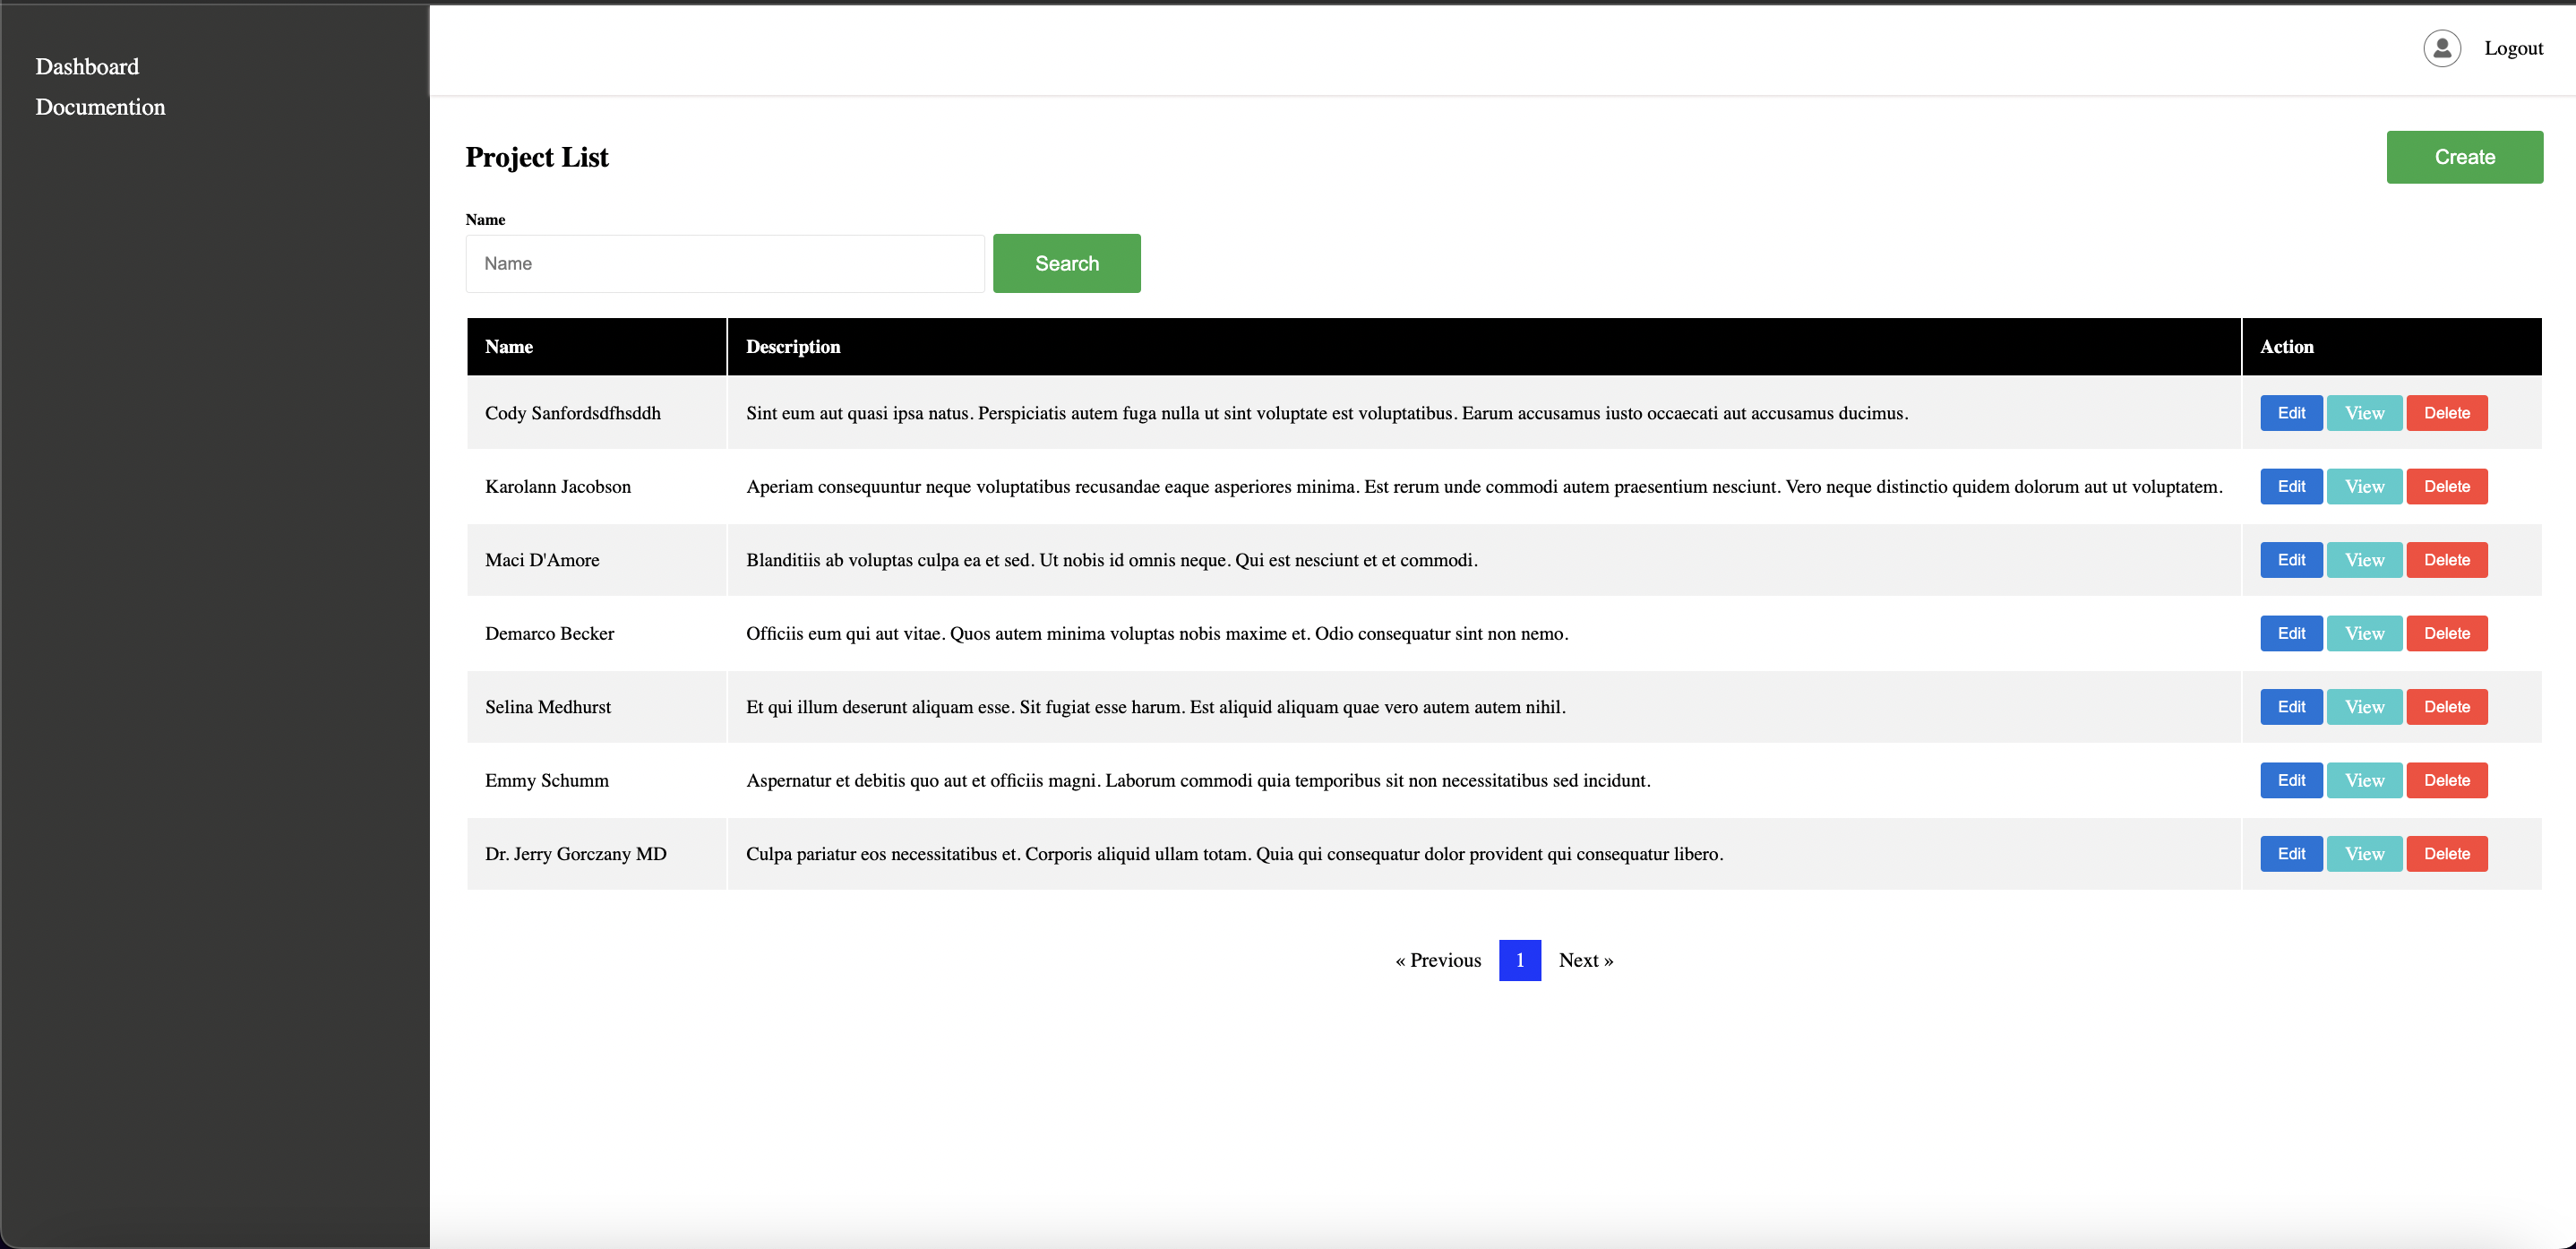 Dashboard
Documention
Logout
Project List
Create
Name
Name
Search
Name Description Action
Cody Sanfordsdfhsddh Sint eum aut quasi ipsa natus. Perspiciatis autem fuga nulla ut sint voluptate est voluptatibus. Earum accusamus iusto occaecati aut accusamus ducimus. Edit View Delete
Karolann Jacobson Aperiam consequuntur neque voluptatibus recusandae eaque asperiores minima. Est rerum unde commodi autem praesentium nesciunt. Vero neque distinctio quidem dolorum aut ut voluptatem. Edit View Delete
Maci D'Amore Blanditiis ab voluptas culpa ea et sed. Ut nobis id omnis neque. Qui est nesciunt et et commodi. Edit View Delete
Demarco Becker Officiis eum qui aut vitae. Quos autem minima voluptas nobis maxime et. Odio consequatur sint non nemo. Edit View Delete
Selina Medhurst Et qui illum deserunt aliquam esse. Sit fugiat esse harum. Est aliquid aliquam quae vero autem autem nihil. Edit View Delete
Emmy Schumm Aspernatur et debitis quo aut et officiis magni. Laborum commodi quia temporibus sit non necessitatibus sed incidunt. Edit View Delete
Dr. Jerry Gorczany MD Culpa pariatur eos necessitatibus et. Corporis aliquid ullam totam. Quia qui consequatur dolor provident qui consequatur libero. Edit View Delete
« Previous 1 Next »